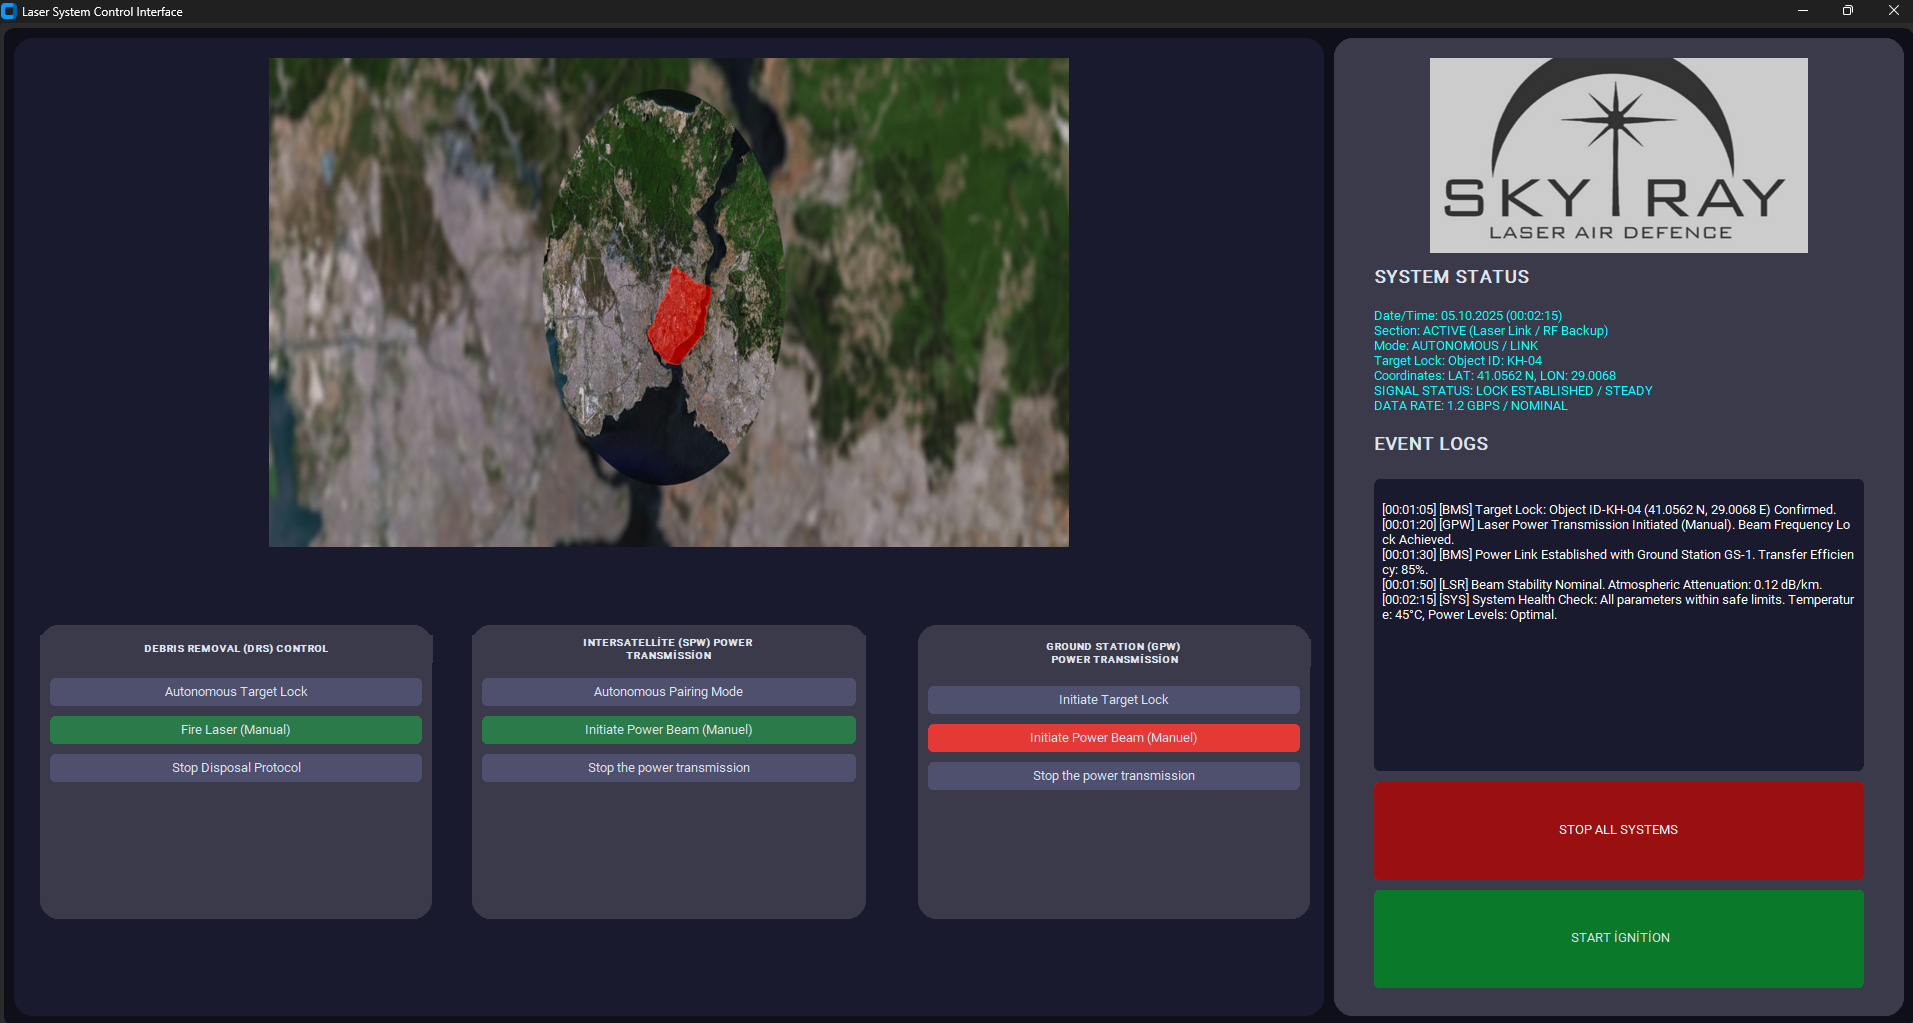 Laser System Control Interface
SKY RAY
LASER AIR DEFENCE
SYSTEM STATUS
Date/Time: 05.10.2025 (00:02:15)
Section: ACTIVE (Laser Link / RF Backup)
Mode: AUTONOMOUS / LINK
Target Lock: Object ID: KH-04
Coordinates: LAT: 41.0562 N, LON: 29.0068
SIGNAL STATUS: LOCK ESTABLISHED / STEADY
DATA RATE: 1.2 GBPS / NOMINAL
EVENT LOGS
[00:01:05] [BMS] Target Lock: Object ID-KH-04 (41.0562 N, 29.0068 E) Confirmed.
[00:01:20] [GPW] Laser Power Transmission Initiated (Manual). Beam Frequency Lo
ck Achieved.
[00:01:30] [BMS] Power Link Established with Ground Station GS-1. Transfer Efficien
cy: 85%.
[00:01:50] [LSR] Beam Stability Nominal. Atmospheric Attenuation: 0.12 dB/km.
[00:02:15] [SYS] System Health Check: All parameters within safe limits. Temperatur
e: 45°C, Power Levels: Optimal.
DEBRIS REMOVAL (DRS) CONTROL
Autonomous Target Lock
Fire Laser (Manual)
Stop Disposal Protocol
INTERSATELLİTE (SPW) POWER
TRANSMİSSİON
Autonomous Pairing Mode
Initiate Power Beam (Manuel)
Stop the power transmission
GROUND STATION (GPW)
POWER TRANSMİSSİON
Initiate Target Lock
Initiate Power Beam (Manuel)
Stop the power transmission
STOP ALL SYSTEMS
START İGNİTİON